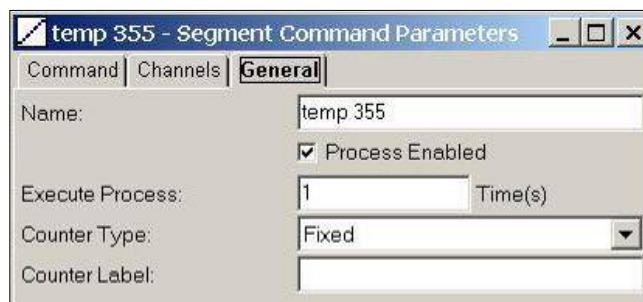 temp 355 - Segment Command Parameters
Command Channels General
Name: temp 355
Process Enabled
Execute Process: 1 Time(s)
Counter Type: Fixed
Counter Label: